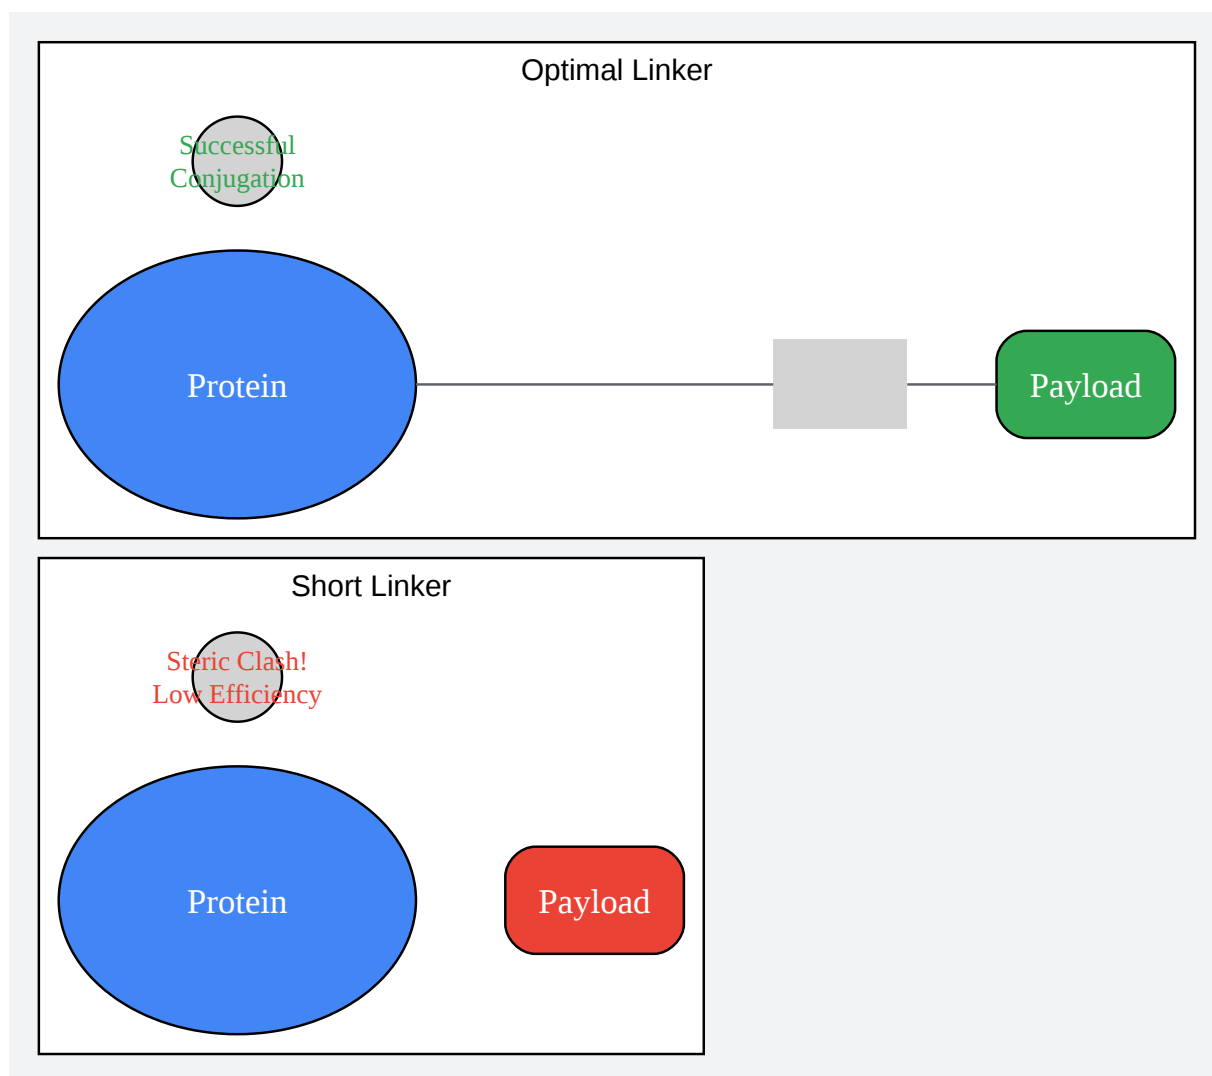 Optimal Linker
Successful
Conjugation
Protein
Payload
Short Linker
Steric Clash!
Low Efficiency
Protein
Payload